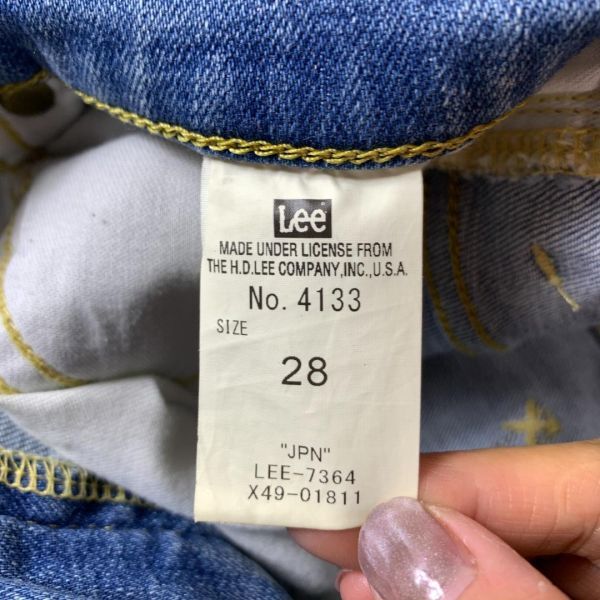 Lee
MADE UNDER LICENSE FROM
THE H.D.LEE COMPANY,INC.,U.S.A.
No. 4133
SIZE
28
"JPN"
LEE-7364
X49-01811